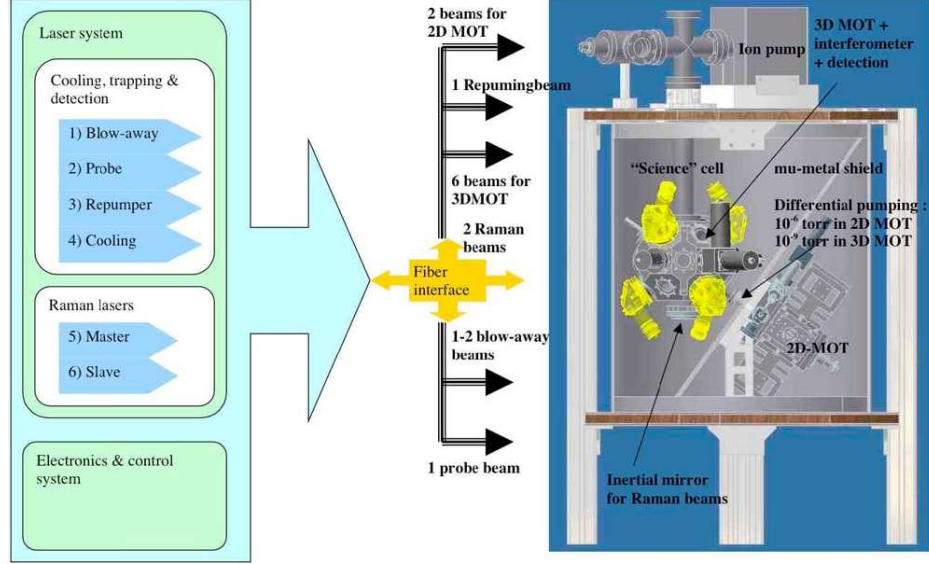 Laser system
Cooling, trapping &
detection
1) Blow-away
2) Probe
3) Repumper
4) Cooling
Raman lasers
5) Master
6) Slave
Electronics & control
system
2 beams for
2D MOT
1 Repumingbeam
6 beams for
3DMOT
2 Raman
beams
Fiber
interface
1-2 blow-away
beams
1 probe beam
Ion pump
3D MOT +
interferometer
+ detection
“Science” cell
mu-metal shield
Differential pumping :
10⁻⁶ torr in 2D MOT
10⁻⁹ torr in 3D MOT
2D-MOT
Inertial mirror
for Raman beams